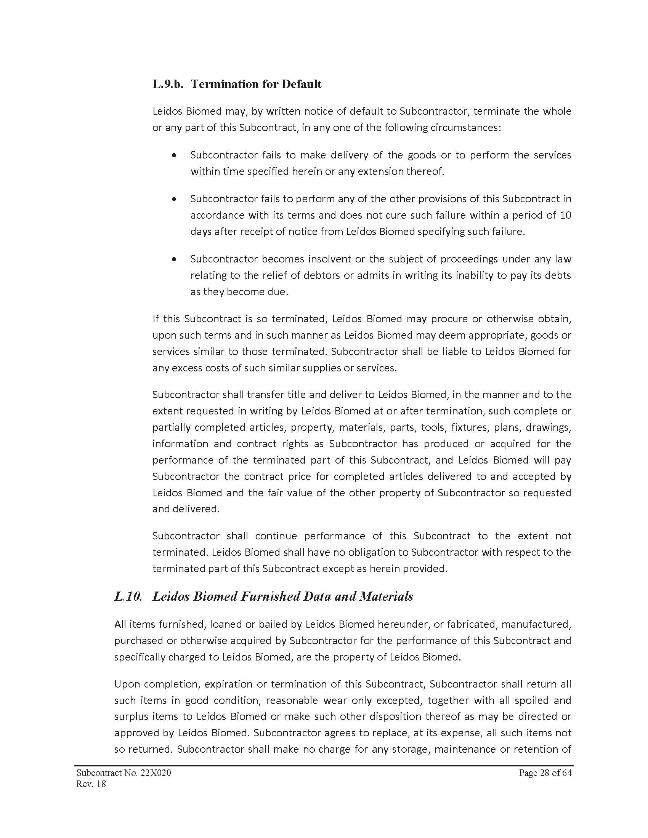 L.9.b. Termination for Default
Leidos Biomed may, by written notice of default to Subcontractor, terminate the whole
or any part of this Subcontract, in any one of the following circumstances:
• Subcontractor fails to make delivery of the goods or to perform the services
within time specified herein or any extension thereof.
• Subcontractor fails to perform any of the other provisions of this Subcontract in
accordance with its terms and does not cure such failure within a period of 10
days after receipt of notice from Leidos Biomed specifying such failure.
• Subcontractor becomes insolvent or the subject of proceedings under any law
relating to the relief of debtors or admits in writing its inability to pay its debts
as they become due.
If this Subcontract is so terminated, Leidos Biomed may procure or otherwise obtain,
upon such terms and in such manner as Leidos Biomed may deem appropriate, goods or
services similar to those terminated. Subcontractor shall be liable to Leidos Biomed for
any excess costs of such similar supplies or services.
Subcontractor shall transfer title and deliver to Leidos Biomed, in the manner and to the
extent requested in writing by Leidos Biomed at or after termination, such complete or
partially completed articles, property, materials, parts, tools, fixtures, plans, drawings,
information and contract rights as Subcontractor has produced or acquired for the
performance of the terminated part of this Subcontract, and Leidos Biomed will pay
Subcontractor the contract price for completed articles delivered to and accepted by
Leidos Biomed and the fair value of the other property of Subcontractor so requested
and delivered.
Subcontractor shall continue performance of this Subcontract to the extent not
terminated. Leidos Biomed shall have no obligation to Subcontractor with respect to the
terminated part of this Subcontract except as herein provided.
L.10. Leidos Biomed Furnished Data and Materials
All items furnished, loaned or bailed by Leidos Biomed hereunder, or fabricated, manufactured,
purchased or otherwise acquired by Subcontractor for the performance of this Subcontract and
specifically charged to Leidos Biomed, are the property of Leidos Biomed.
Upon completion, expiration or termination of this Subcontract, Subcontractor shall return all
such items in good condition, reasonable wear only excepted, together with all spoiled and
surplus items to Leidos Biomed or make such other disposition thereof as may be directed or
approved by Leidos Biomed. Subcontractor agrees to replace, at its expense, all such items not
so returned. Subcontractor shall make no charge for any storage, maintenance or retention of
Subcontract No. 22X020 Page 28 of 64
Rev. 18